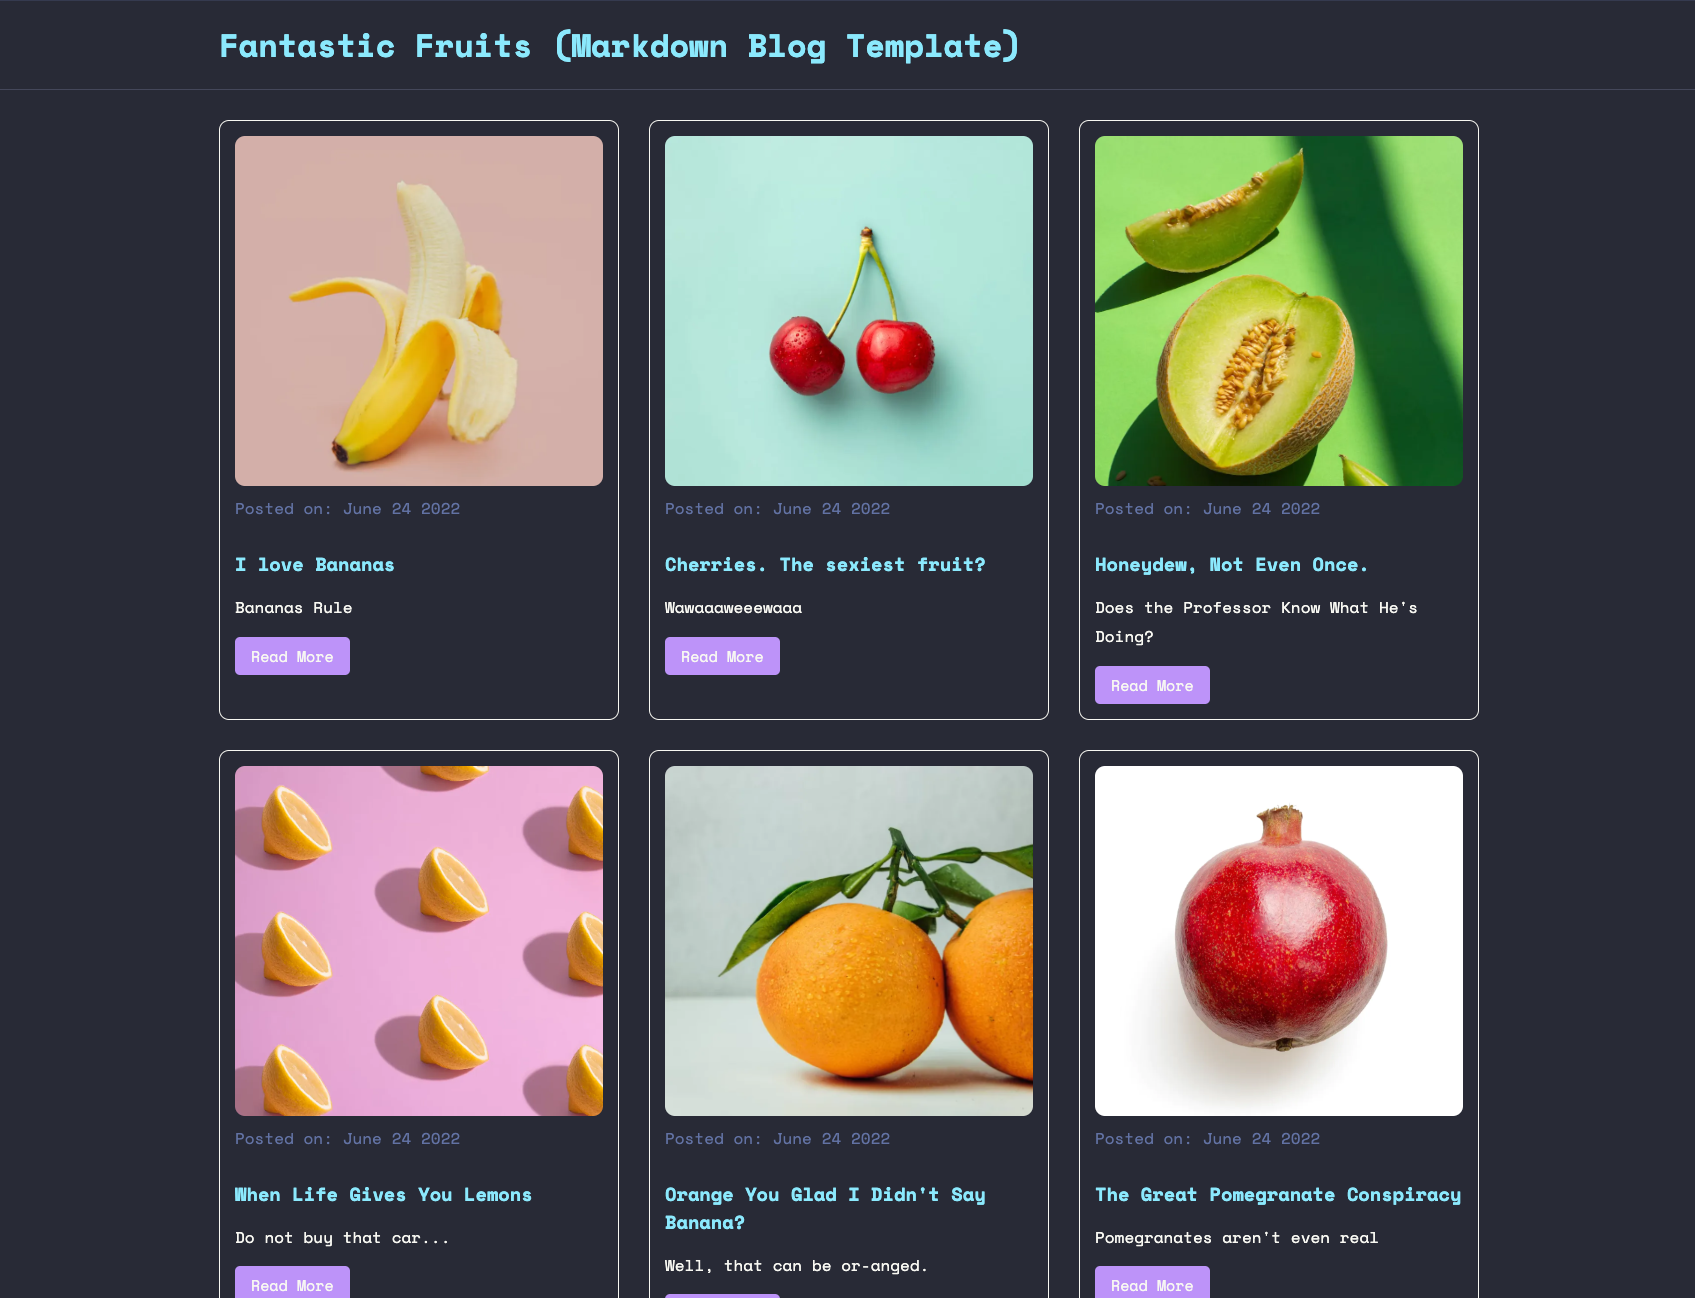 Fantastic Fruits (Markdown Blog Template)
Posted on: June 24 2022
I love Bananas
Bananas Rule
Read More
Posted on: June 24 2022
Cherries. The sexiest fruit?
Wawaaaweeewaaa
Read More
Posted on: June 24 2022
Honeydew, Not Even Once.
Does the Professor Know What He's
Doing?
Read More
Posted on: June 24 2022
When Life Gives You Lemons
Do not buy that car...
Read More
Posted on: June 24 2022
Orange You Glad I Didn't Say
Banana?
Well, that can be or-anged.
Posted on: June 24 2022
The Great Pomegranate Conspiracy
Pomegranates aren't even real
Read More